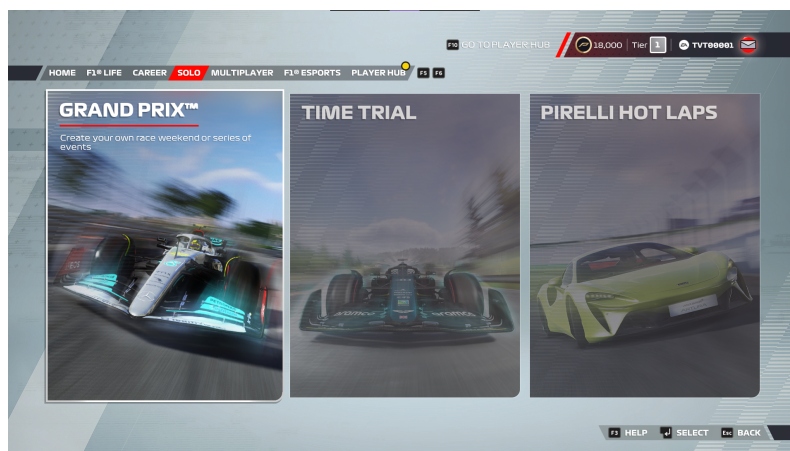 F10 GO TO PLAYER HUB 18,000 Tier 1 TVT00001
HOME F1® LIFE CAREER SOLO MULTIPLAYER F1® ESPORTS PLAYER HUB F5 F6
GRAND PRIX™
Create your own race weekend or series of
events
TIME TRIAL
PIRELLI HOT LAPS
aramco
F3 HELP SELECT Esc BACK